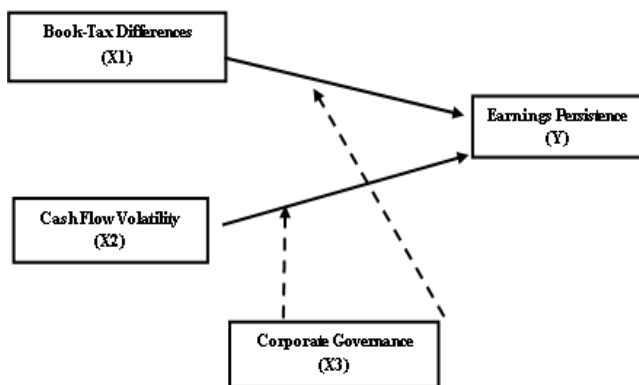 Book-Tax Differences
(X1)
Earnings Persistence
(Y)
Cash Flow Volatility
(X2)
Corporate Governance
(X3)